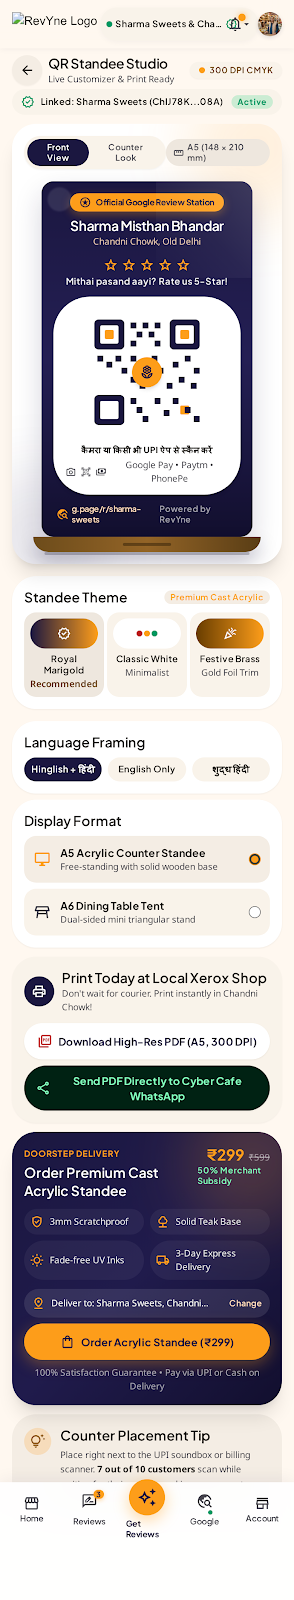 RevYne Logo
Sharma Sweets & Cha...
QR Standee Studio
Live Customizer & Print Ready
300 DPI CMYK
Linked: Sharma Sweets (ChIJ78K...08A)
Active
Front
View
Counter
Look
A5 (148 × 210
mm)
Official Google Review Station
Sharma Misthan Bhandar
Chandni Chowk, Old Delhi
Mithai pasand aayi? Rate us 5-Star!
कैमरा या किसी भी UPI ऐप से स्कैन करें
Google Pay • Paytm •
PhonePe
g.page/r/sharma-
sweets
Powered by
RevYne
Standee Theme
Premium Cast Acrylic
Royal
Marigold
Recommended
Classic White
Minimalist
Festive Brass
Gold Foil Trim
Language Framing
Hinglish + हिंदी
English Only
शुद्ध हिंदी
Display Format
A5 Acrylic Counter Standee
Free-standing with solid wooden base
A6 Dining Table Tent
Dual-sided mini triangular stand
Print Today at Local Xerox Shop
Don't wait for courier. Print instantly in Chandni
Chowk!
Download High-Res PDF (A5, 300 DPI)
Send PDF Directly to Cyber Cafe
WhatsApp
DOORSTEP DELIVERY
Order Premium Cast
Acrylic Standee
₹299 ₹599
50% Merchant
Subsidy
3mm Scratchproof
Solid Teak Base
Fade-free UV Inks
3-Day Express
Delivery
Deliver to: Sharma Sweets, Chandni...
Change
Order Acrylic Standee (₹299)
100% Satisfaction Guarantee • Pay via UPI or Cash on
Delivery
Counter Placement Tip
Place right next to the UPI soundbox or billing
scanner. 7 out of 10 customers scan while
3
Home
Reviews
Get
Reviews
Google
Account